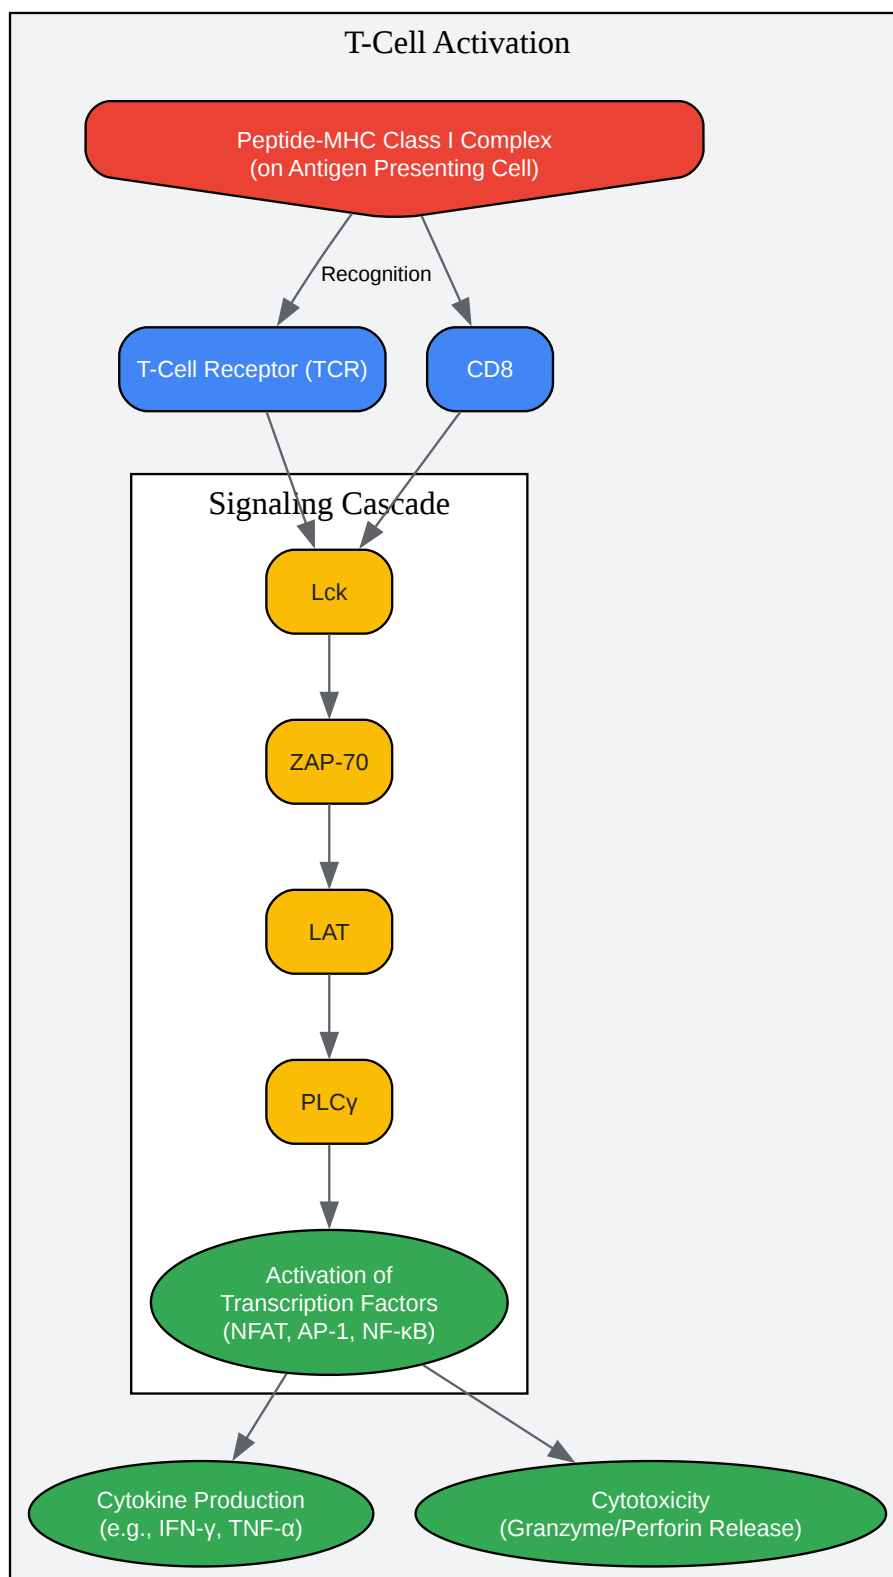 T-Cell Activation
Peptide-MHC Class I Complex
(on Antigen Presenting Cell)
Recognition
T-Cell Receptor (TCR)
CD8
Signaling Cascade
Lck
ZAP-70
LAT
PLCγ
Activation of
Transcription Factors
(NFAT, AP-1, NF-κB)
Cytokine Production
(e.g., IFN-γ, TNF-α)
Cytotoxicity
(Granzyme/Perforin Release)